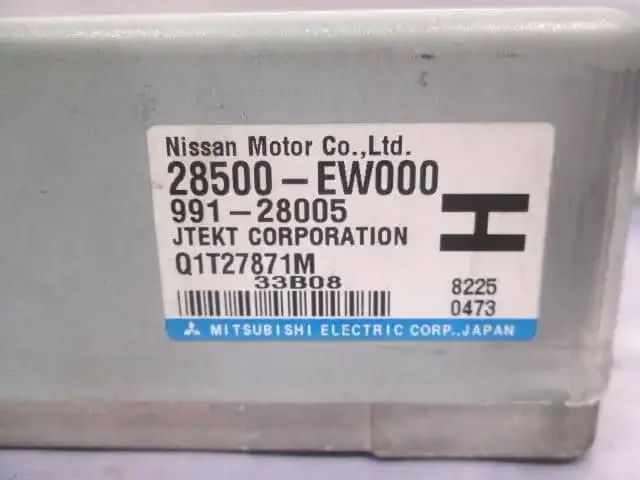 Nissan Motor Co.,Ltd.
28500-EW000
991-28005
JTEKT CORPORATION
H
Q1T27871M
33B08
8225
0473
MITSUBISHI ELECTRIC CORP.,JAPAN